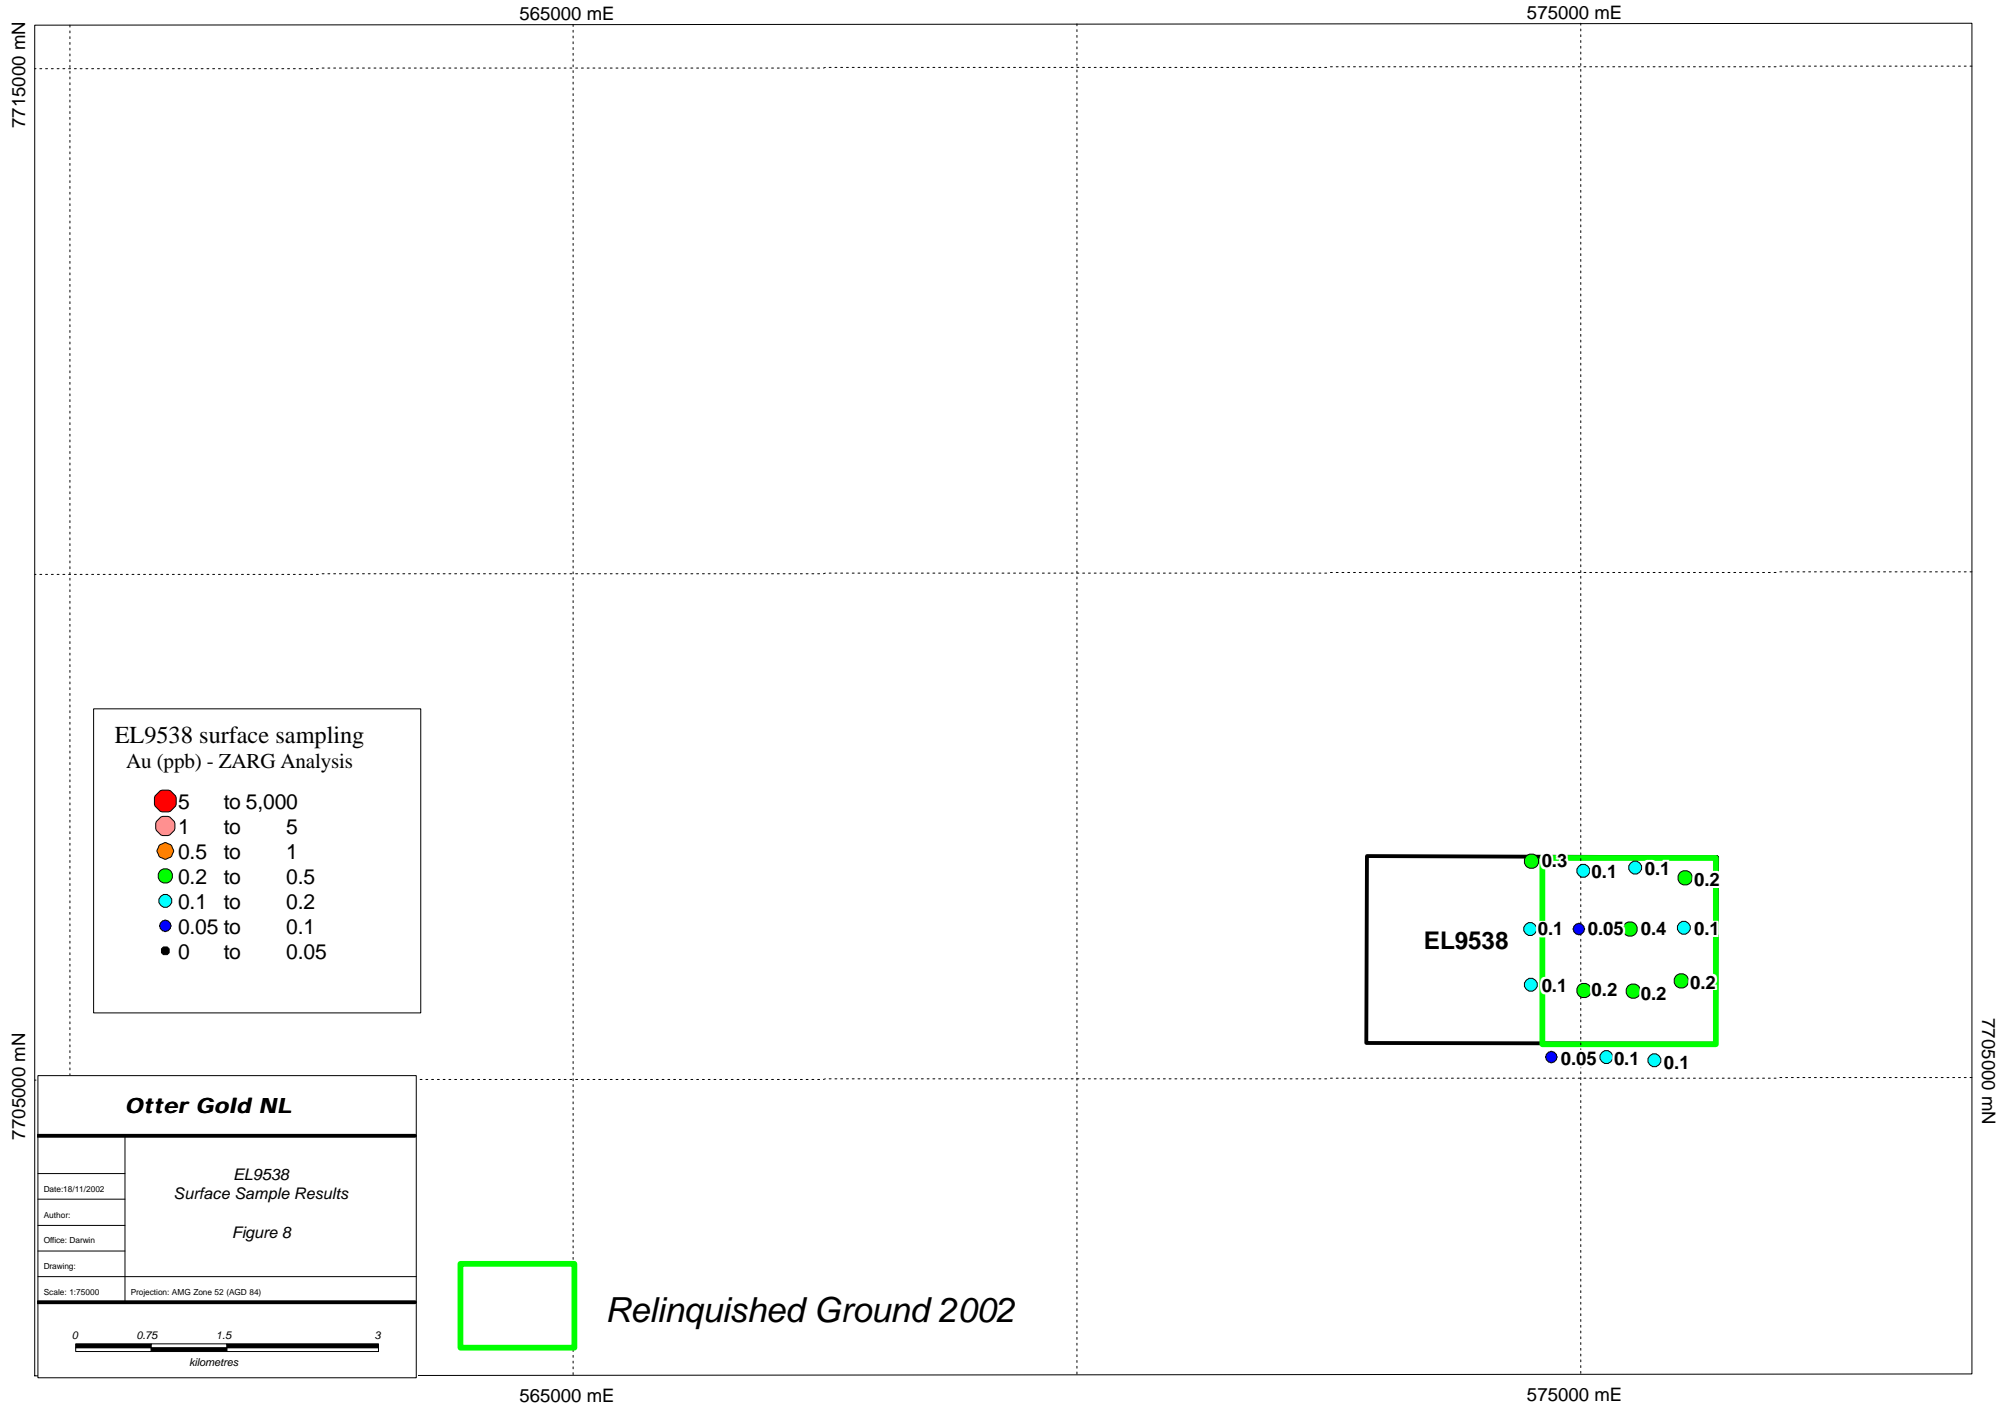 565000 mE
575000 mE
7715000 mN
EL9538 surface sampling
Au (ppb) - ZARG Analysis
5 to 5,000
1 to 5
0.5 to 1
0.2 to 0.5
0.1 to 0.2
0.05 to 0.1
0 to 0.05
0.3
0.1
0.1
0.2
0.1
0.05
0.4
0.1
EL9538
0.1
0.2
0.2
0.2
0.05
0.1
0.1
7705000 mN
7705000 mN
Otter Gold NL
EL9538
Surface Sample Results
Figure 8
Date:18/11/2002
Author:
Office: Darwin
Drawing:
Scale: 1:75000
Projection: AMG Zone 52 (AGD 84)
0 0.75 1.5 3
kilometres
Relinquished Ground 2002
565000 mE
575000 mE